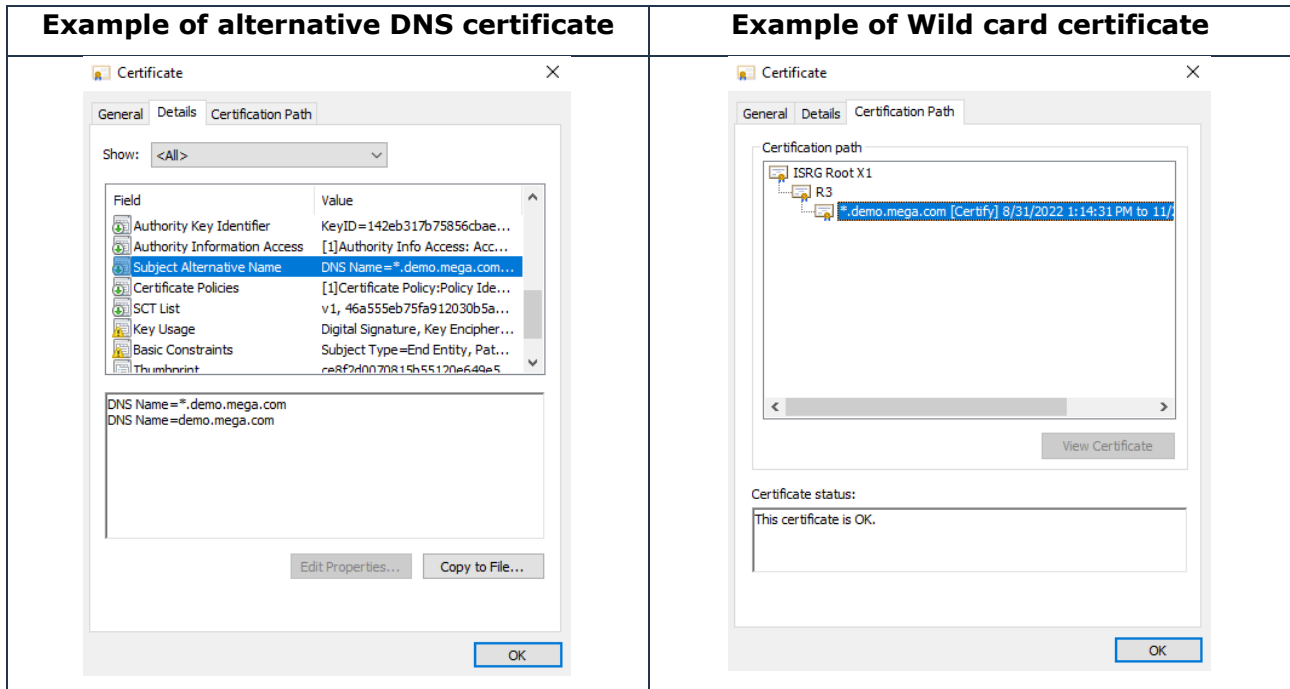 Example of alternative DNS certificate
Certificate
General Details Certification Path
Show: <All>
Field Value
Authority Key Identifier KeyID=142eb317b75856cbae...
Authority Information Access [1]Authority Info Access: Acc...
Subject Alternative Name DNS Name=*.demo.mega.com...
Certificate Policies [1]Certificate Policy:Policy Ide...
SCT List v1, 46a555eb75fa912030b5a...
Key Usage Digital Signature, Key Encipher...
Basic Constraints Subject Type=End Entity, Pat...
Thumbprint ce8f2d0070815b55120e649e5
DNS Name=*.demo.mega.com
DNS Name=demo.mega.com
Edit Properties... Copy to File...
OK
Example of Wild card certificate
Certificate
General Details Certification Path
Certification path
ISRG Root X1
R3
*.demo.mega.com [Certify] 8/31/2022 1:14:31 PM to 11/
View Certificate
Certificate status:
This certificate is OK.
OK